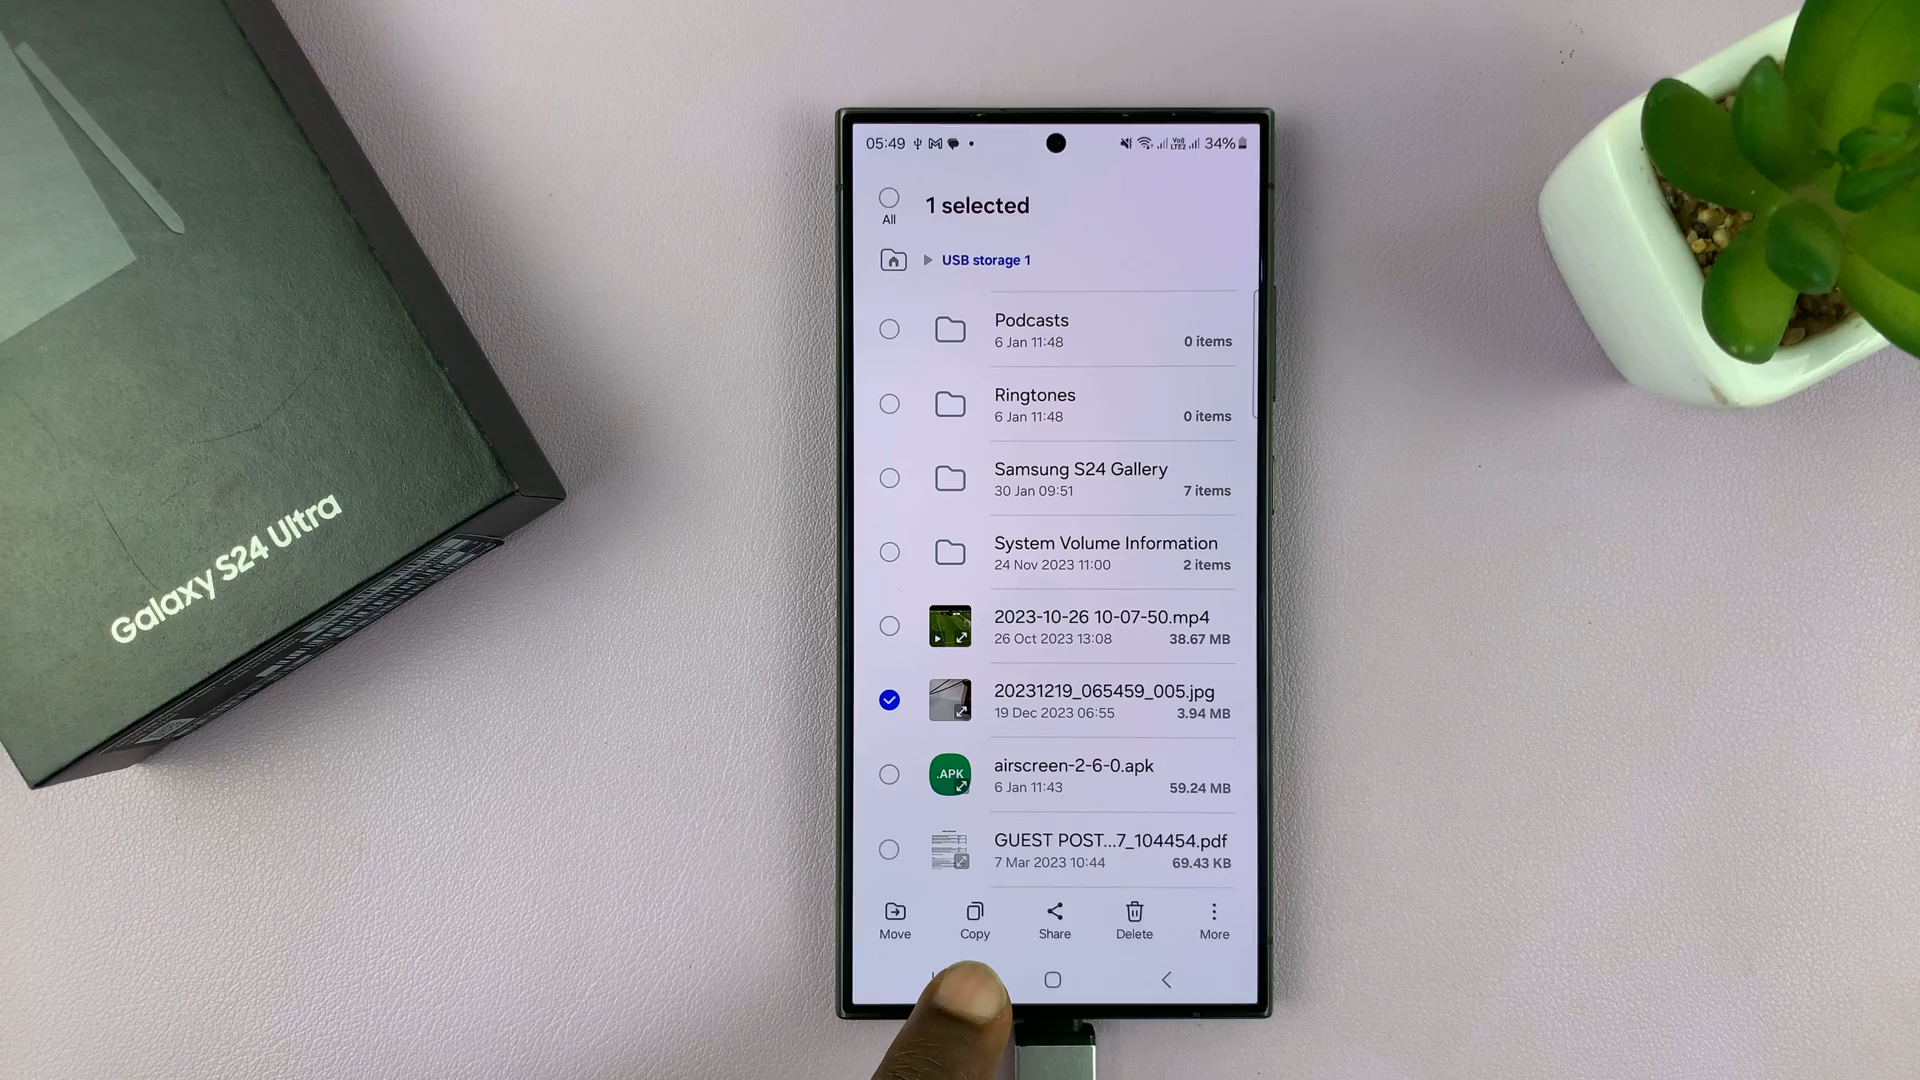 Galaxy S24 Ultra
05:49
VoI)
LTE2
34%
All
1 selected
USB storage 1
Podcasts
6 Jan 11:48
0 items
Ringtones
6 Jan 11:48
0 items
Samsung S24 Gallery
30 Jan 09:51
7 items
System Volume Information
24 Nov 2023 11:00
2 items
2023-10-26 10-07-50.mp4
26 Oct 2023 13:08
38.67 MB
20231219_065459_005.jpg
19 Dec 2023 06:55
3.94 MB
.APK
airscreen-2-6-0.apk
6 Jan 11:43
59.24 MB
GUEST POST...7_104454.pdf
7 Mar 2023 10:44
69.43 KB
Move
Copy
Share
Delete
More